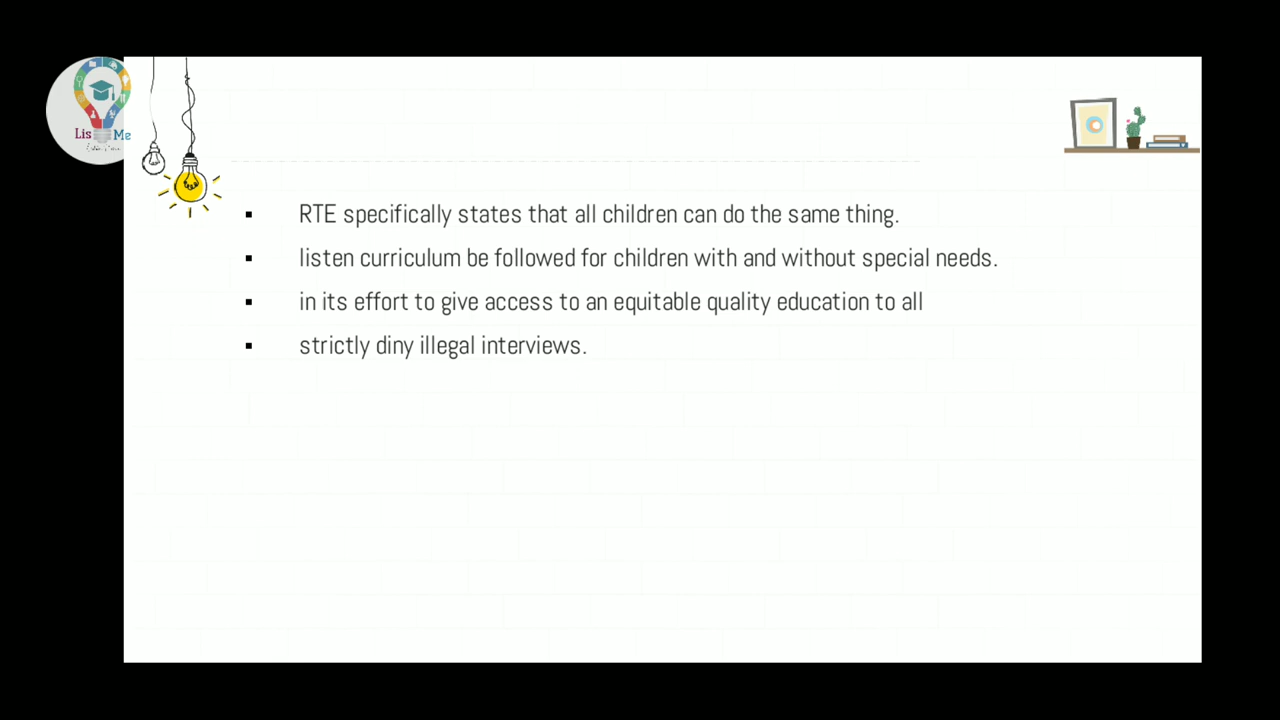 Lis Me
RTE specifically states that all children can do the same thing.
listen curriculum be followed for children with and without special needs.
in its effort to give access to an equitable quality education to all
strictly diny illegal interviews.